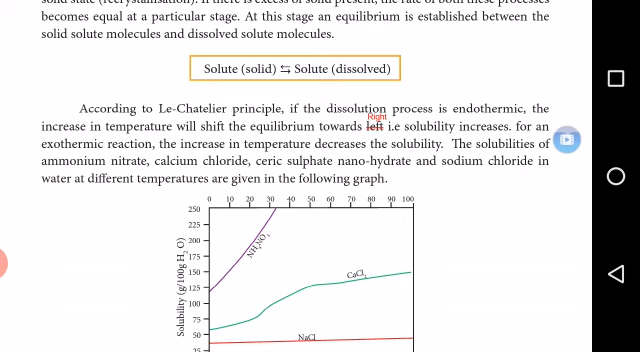 solid state (recrystallisation). If there is excess of solid present, the rate of both these processes
becomes equal at a particular stage. At this stage an equilibrium is established between the
solid solute molecules and dissolved solute molecules.
Solute (solid) ⇆ Solute (dissolved)
According to Le-Chatelier principle, if the dissolution process is endothermic, the
Right
increase in temperature will shift the equilibrium towards left i.e solubility increases. for an
exothermic reaction, the increase in temperature decreases the solubility. The solubilities of
ammonium nitrate, calcium chloride, ceric sulphate nano-hydrate and sodium chloride in
water at different temperatures are given in the following graph.
0 10 20 30 40 50 60 70 80 90 100
250
225
200
175
150
125
100
75
50
25
Solubility (g/100g H2O)
NH4NO3
CaCl2
NaCl